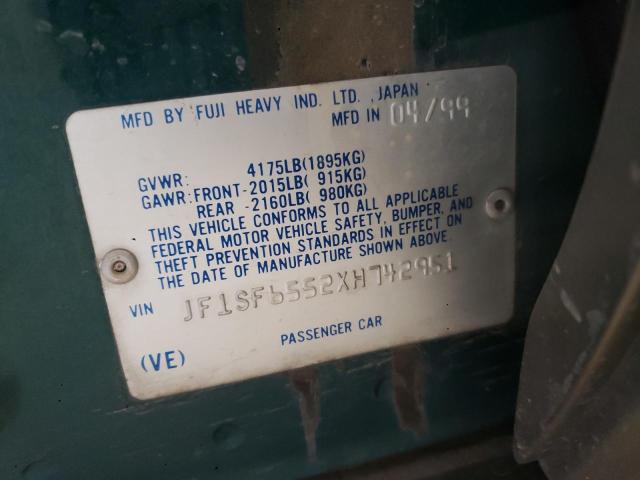 MFD BY FUJI HEAVY IND. LTD. ,JAPAN
MFD IN 04/99
GVWR: 4175LB(1895KG)
GAWR:FRONT-2015LB( 915KG)
REAR -2160LB( 980KG)
THIS VEHICLE CONFORMS TO ALL APPLICABLE
FEDERAL MOTOR VEHICLE SAFETY, BUMPER, AND
THEFT PREVENTION STANDARDS IN EFFECT ON
THE DATE OF MANUFACTURE SHOWN ABOVE.
VIN JF1SF6552XH742951
PASSENGER CAR
(VE)